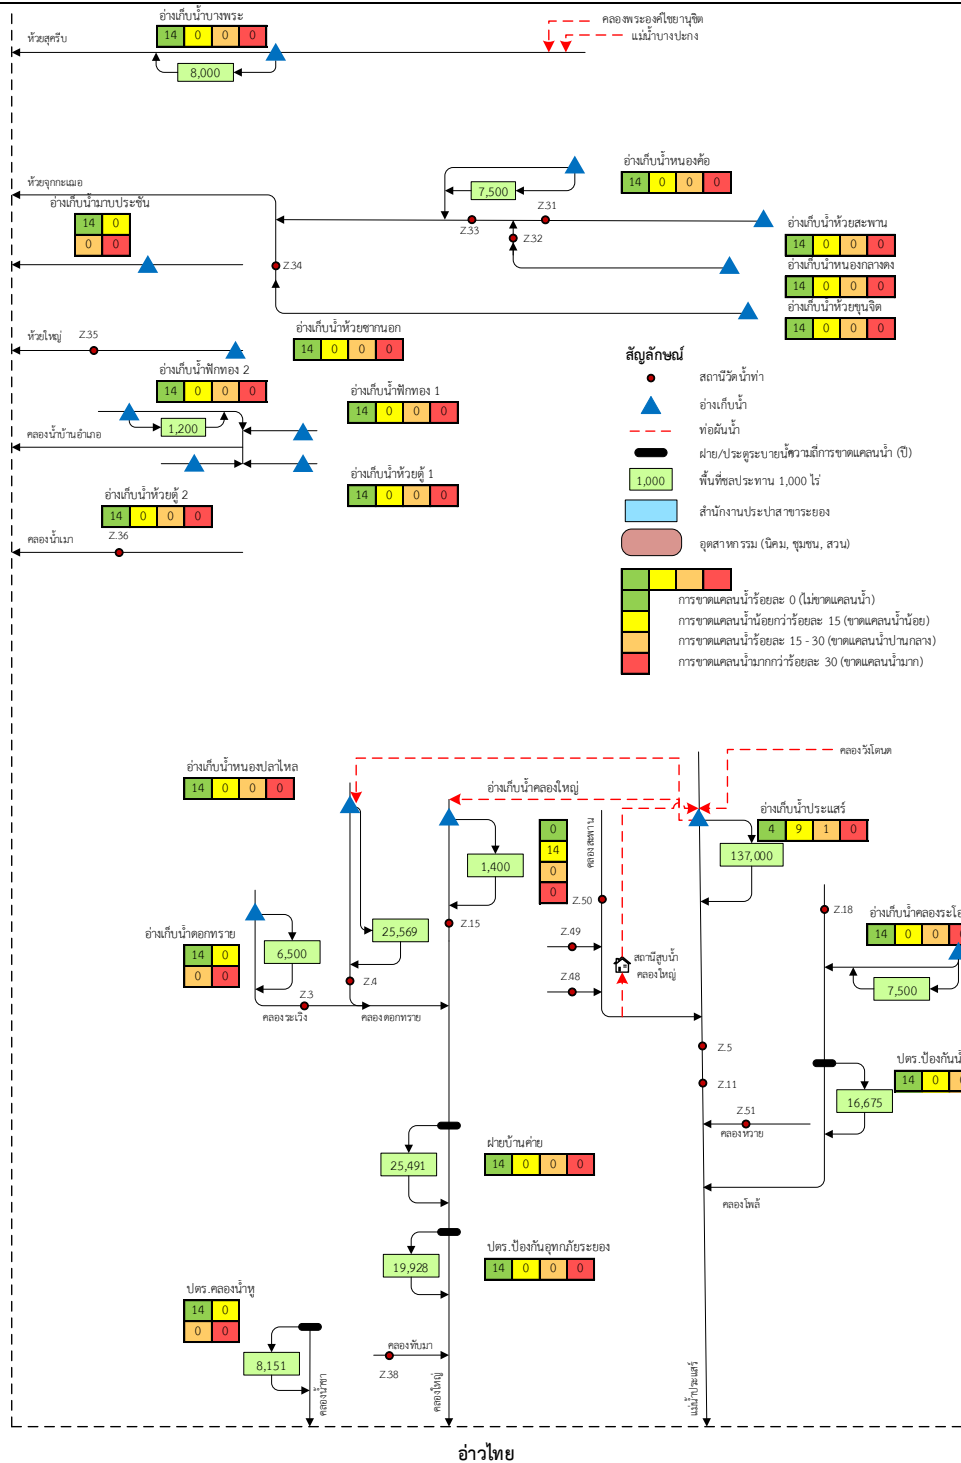 อ่างเก็บน้ำบางพระ
14 0 0 0
ห้วยสุครีบ
8,000
คลองพระองค์ไชยานุชิต
แม่น้ำบางปะกง
ห้วยจุกกะเฌอ
อ่างเก็บน้ำมาบประชัน
14 0
0 0
อ่างเก็บน้ำหนองค้อ
14 0 0 0
7,500
Z.31
Z.33
Z.32
อ่างเก็บน้ำห้วยสะพาน
14 0 0 0
อ่างเก็บน้ำหนองกลางดง
14 0 0 0
อ่างเก็บน้ำห้วยขุนจิต
14 0 0 0
Z.34
ห้วยใหญ่
Z.35
อ่างเก็บน้ำห้วยซากนอก
14 0 0 0
อ่างเก็บน้ำฟักทอง 2
14 0 0 0
1,200
อ่างเก็บน้ำฟักทอง 1
14 0 0 0
คลองน้ำบ้านอำเภอ
อ่างเก็บน้ำห้วยตู้ 1
14 0 0 0
อ่างเก็บน้ำห้วยตู้ 2
14 0 0 0
Z.36
คลองน้ำเมา
สัญลักษณ์
สถานีวัดน้ำท่า
อ่างเก็บน้ำ
ท่อผันน้ำ
ฝาย/ประตูระบายน้ำ
ความถี่การขาดแคลนน้ำ (ปี)
1,000
พื้นที่ชลประทาน 1,000 ไร่
สำนักงานประปาสาขาระยอง
อุตสาหกรรม (นิคม, ชุมชน, สวน)
การขาดแคลนน้ำร้อยละ 0 (ไม่ขาดแคลนน้ำ)
การขาดแคลนน้ำน้อยกว่าร้อยละ 15 (ขาดแคลนน้ำน้อย)
การขาดแคลนน้ำร้อยละ 15 - 30 (ขาดแคลนน้ำปานกลาง)
การขาดแคลนน้ำมากกว่าร้อยละ 30 (ขาดแคลนน้ำมาก)
อ่างเก็บน้ำหนองปลาไหล
14 0 0 0
อ่างเก็บน้ำคลองใหญ่
0
14
0
0
1,400
คลองสะพาน
คลองวังโตนด
อ่างเก็บน้ำประแสร์
4 9 1 0
137,000
Z.50
Z.49
Z.48
สถานีสูบน้ำ
คลองใหญ่
Z.18
อ่างเก็บน้ำคลองระโอ
14 0 0 0
7,500
อ่างเก็บน้ำดอกกราย
14 0
0 0
6,500
25,569
Z.15
Z.4
Z.3
คลองระเวิง
คลองดอกกราย
Z.5
Z.11
Z.51
คลองหวาย
ปตร.ป้องกันน้
14 0
16,675
คลองโพล้
ฝายบ้านค่าย
14 0 0 0
25,491
ปตร.ป้องกันอุทกภัยระยอง
14 0 0 0
19,928
ปตร.คลองน้ำหู
14 0
0 0
8,151
คลองทับมา
Z.38
คลองน้ำชา
คลองใหญ่
แม่น้ำประแสร์
อ่าวไทย